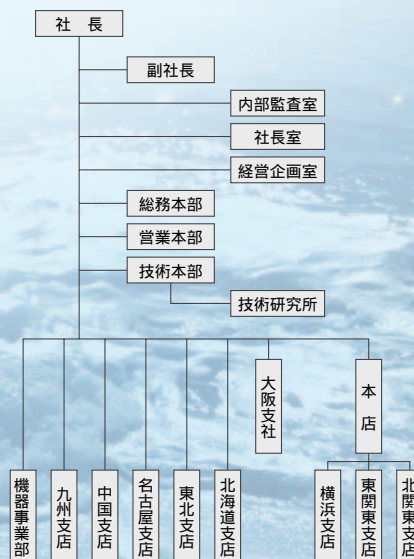 社　長
副社長
内部監査室
社長室
経営企画室
総務本部
営業本部
技術本部
技術研究所
大阪支社
本　店
機器事業部
九州支店
中国支店
名古屋支店
東北支店
北海道支店
横浜支店
東関東支店
北関東支店